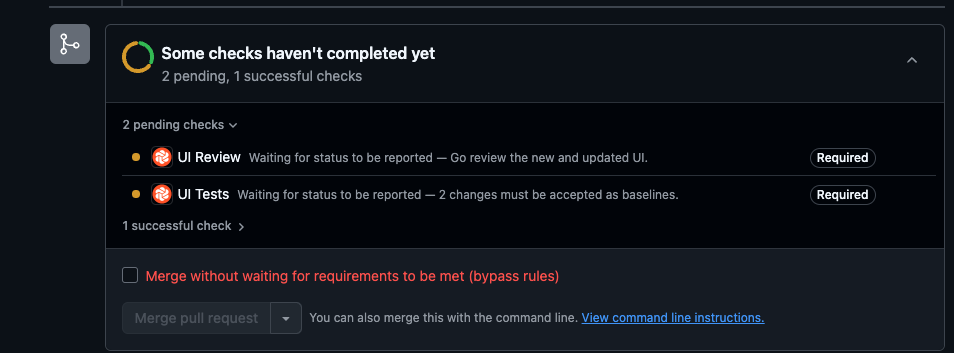 Some checks haven't completed yet
2 pending, 1 successful checks
2 pending checks
UI Review Waiting for status to be reported — Go review the new and updated UI. Required
UI Tests Waiting for status to be reported — 2 changes must be accepted as baselines. Required
1 successful check
Merge without waiting for requirements to be met (bypass rules)
Merge pull request You can also merge this with the command line. View command line instructions.